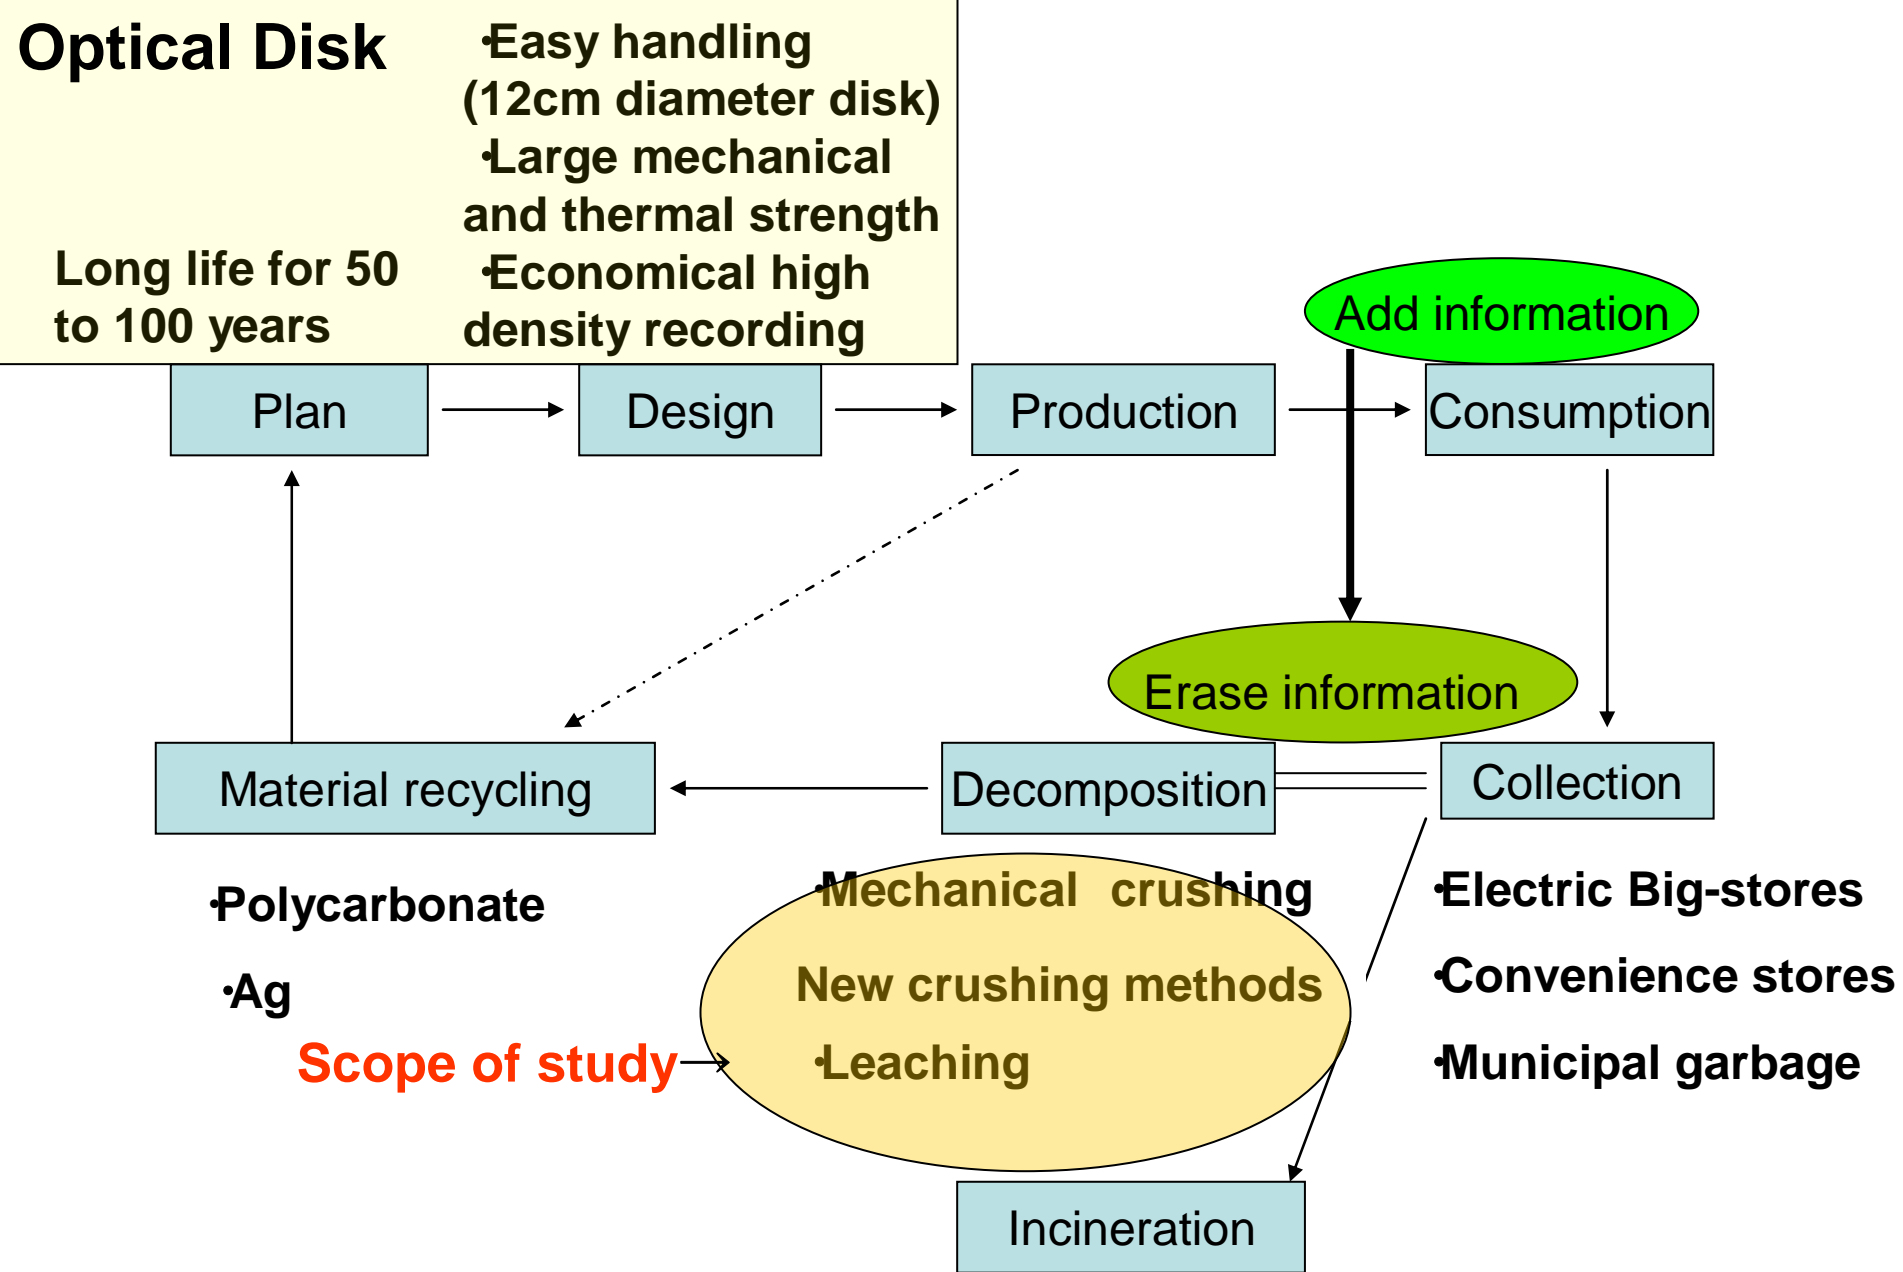 Optical Disk
Long life for 50
to 100 years
·Easy handling
(12cm diameter disk)
·Large mechanical
and thermal strength
·Economical high
density recording
Add information
Plan
Design
Production
Consumption
Erase information
Material recycling
Decomposition
Collection
·Polycarbonate
·Ag
Scope of study
·Mechanical crushing
New crushing methods
·Leaching
·Electric Big-stores
·Convenience stores
·Municipal garbage
Incineration